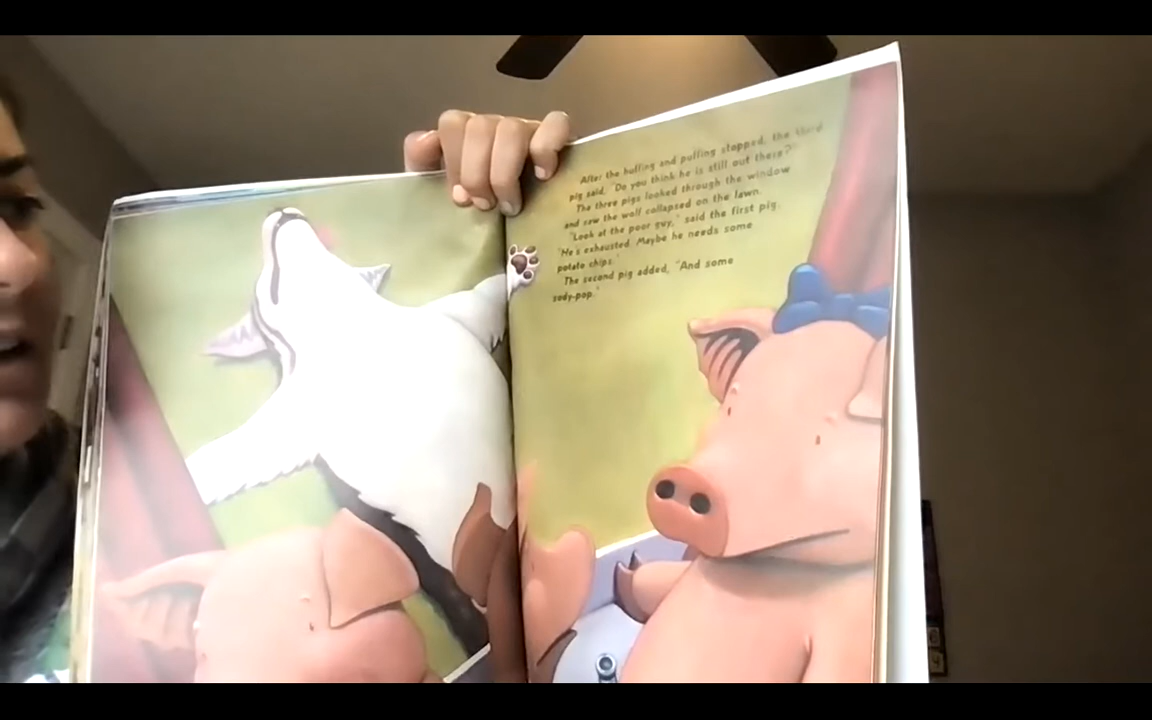 After the huffing and puffing stopped, the third
pig said, "Do you think he is still out there?"
The three pigs looked through the window
and saw the wolf collapsed on the lawn.
"Look at the poor guy," said the first pig.
"He's exhausted. Maybe he needs some
potato chips."
The second pig added, "And some
sody-pop."